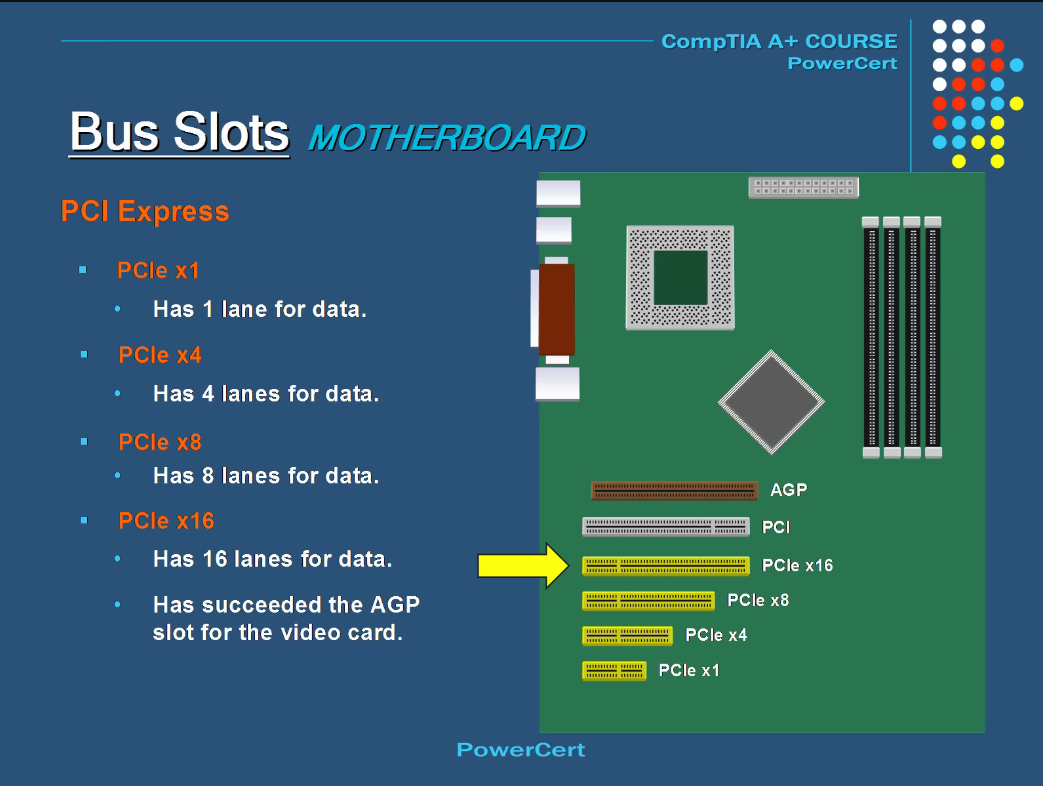 CompTIA A+ COURSE
PowerCert
Bus Slots MOTHERBOARD
PCI Express
PCIe x1
Has 1 lane for data.
PCIe x4
Has 4 lanes for data.
PCIe x8
Has 8 lanes for data.
PCIe x16
Has 16 lanes for data.
Has succeeded the AGP
slot for the video card.
AGP
PCI
PCIe x16
PCIe x8
PCIe x4
PCIe x1
PowerCert